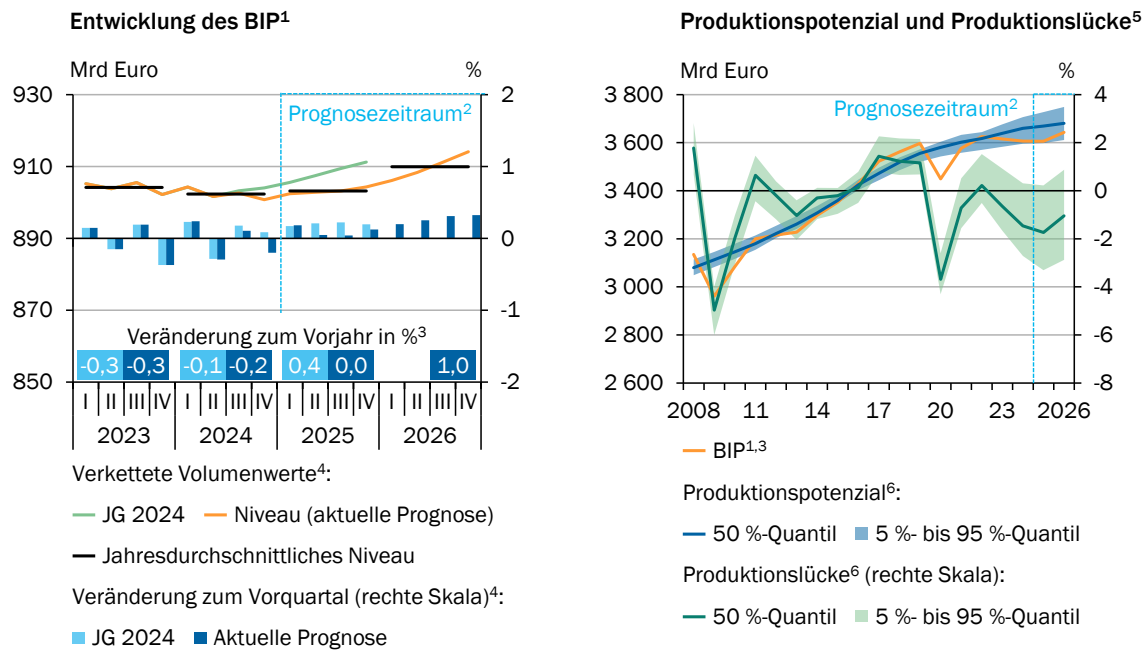 Entwicklung des BIP¹
Mrd Euro %
930 2
Prognosezeitraum²
910 1
890 0
870 -1
Veränderung zum Vorjahr in %³
-0,3 -0,3 -0,1 -0,2 0,4 0,0 1,0
850 -2
I II III IV I II III IV I II III IV I II III IV
2023 2024 2025 2026
Verkettete Volumenwerte⁴:
JG 2024 Niveau (aktuelle Prognose)
Jahresdurchschnittliches Niveau
Veränderung zum Vorquartal (rechte Skala)⁴:
JG 2024 Aktuelle Prognose
Produktionspotenzial und Produktionslücke⁵
Mrd Euro %
3 800 4
Prognosezeitraum²
3 600 2
3 400 0
3 200 -2
3 000 -4
2 800 -6
2 600 -8
2008 11 14 17 20 22 2026
BIP¹,³
Produktionspotenzial⁶:
50 %-Quantil 5 %- bis 95 %-Quantil
Produktionslücke⁶ (rechte Skala):
50 %-Quantil 5 %- bis 95 %-Quantil